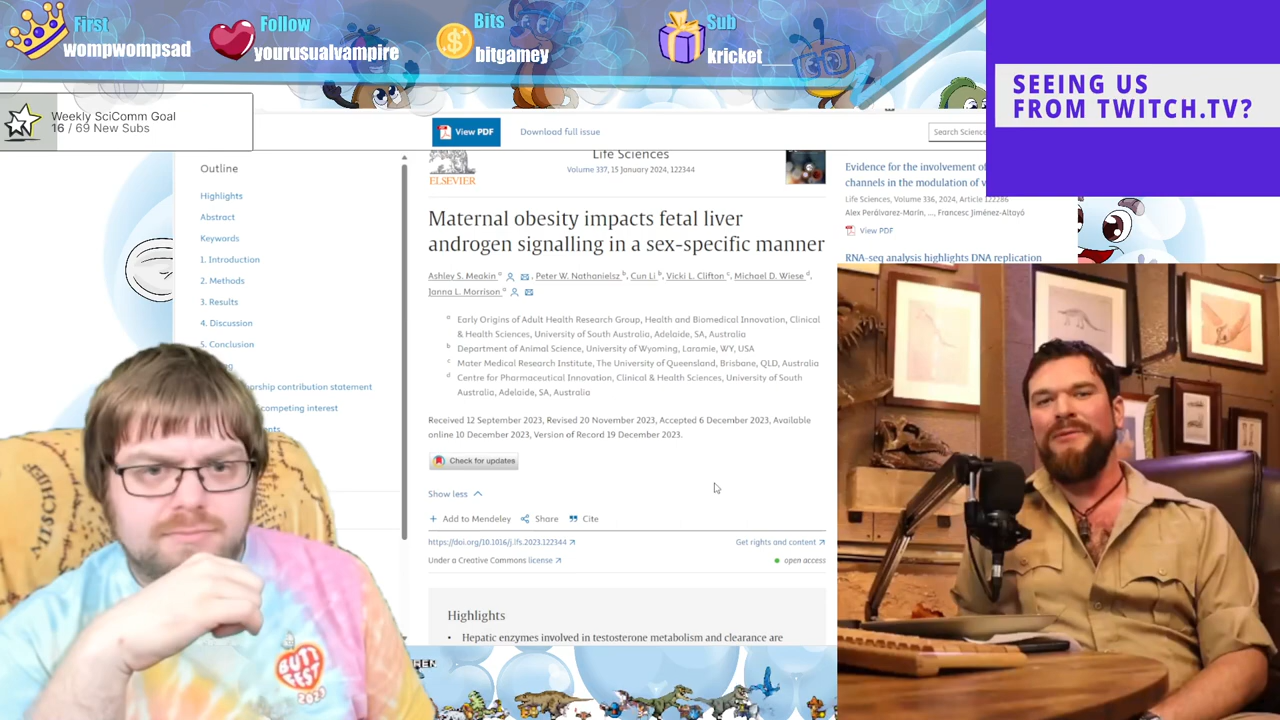 First
wompwompsad
Follow
yourusualvampire
Bits
bitgamey
Sub
kricket____
SEEING US
FROM TWITCH.TV?
Weekly SciComm Goal
16 / 69 New Subs
View PDF
Download full issue
Search Science
Outline
Highlights
Abstract
Keywords
1. Introduction
2. Methods
3. Results
4. Discussion
5. Conclusion
contribution statement
competing interest
ELSEVIER
Life Sciences
Volume 337, 15 January 2024, 122344
Maternal obesity impacts fetal liver
androgen signalling in a sex-specific manner
Ashley S. Meakin a, Peter W. Nathanielsz b, Cun Li b, Vicki L. Clifton c, Michael D. Wiese d,
Janna L. Morrison a
a Early Origins of Adult Health Research Group, Health and Biomedical Innovation, Clinical
& Health Sciences, University of South Australia, Adelaide, SA, Australia
b Department of Animal Science, University of Wyoming, Laramie, WY, USA
c Mater Medical Research Institute, The University of Queensland, Brisbane, QLD, Australia
d Centre for Pharmaceutical Innovation, Clinical & Health Sciences, University of South
Australia, Adelaide, SA, Australia
Received 12 September 2023, Revised 20 November 2023, Accepted 6 December 2023, Available
online 10 December 2023, Version of Record 19 December 2023.
Check for updates
Show less
+ Add to Mendeley
Share
Cite
https://doi.org/10.1016/j.lfs.2023.122344
Get rights and content
Under a Creative Commons license
open access
Highlights
• Hepatic enzymes involved in testosterone metabolism and clearance are
Evidence for the involvement of
channels in the modulation of v
Life Sciences, Volume 336, 2024, Article 122286
Alex Perálvarez-Marín, ..., Francesc Jiménez-Altayó
View PDF
RNA-seq analysis highlights DNA replication
BUTT
FEST
2023